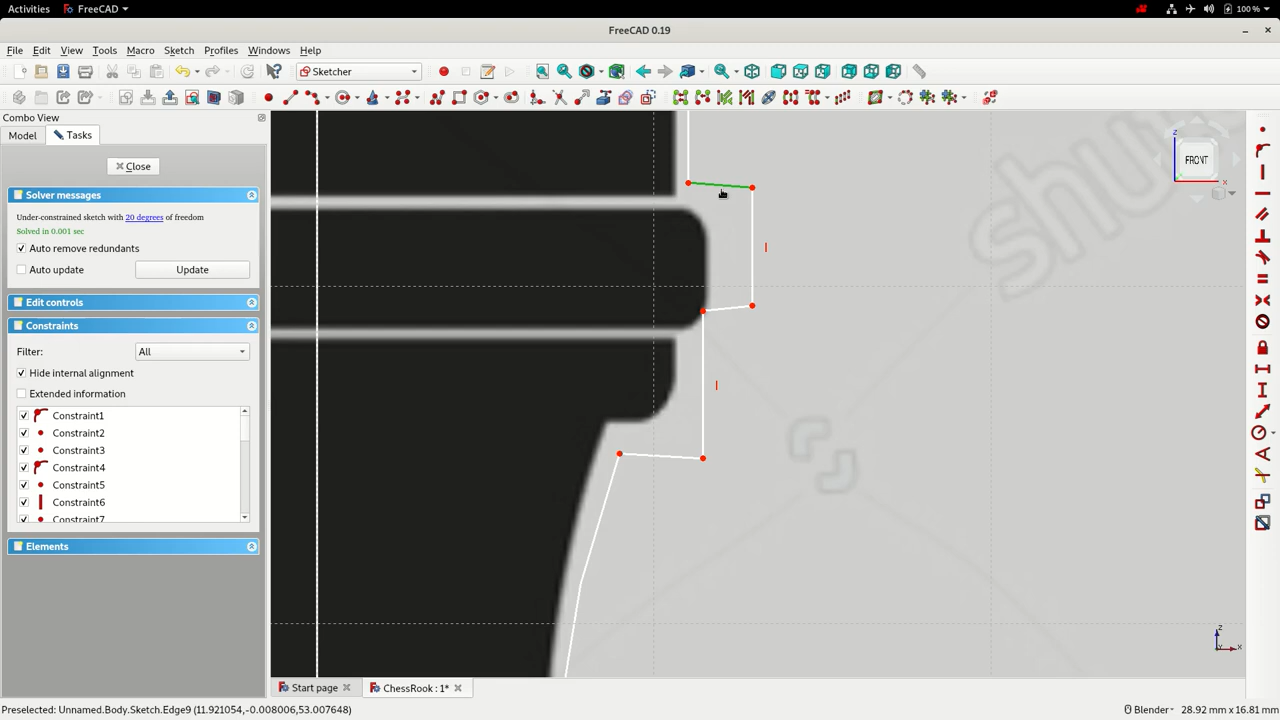 Activities FreeCAD 100 %
FreeCAD 0.19
File Edit View Tools Macro Sketch Profiles Windows Help
Sketcher
Combo View
Model Tasks
Close
Solver messages
Under-constrained sketch with 20 degrees of freedom
Solved in 0.001 sec
Auto remove redundants
Auto update Update
Edit controls
Constraints
Filter: All
Hide internal alignment
Extended information
Constraint1
Constraint2
Constraint3
Constraint4
Constraint5
Constraint6
Constraint7
Elements
FRONT
Z
X
shu
Z
X
Start page ChessRook : 1*
Preselected: Unnamed.Body.Sketch.Edge9 (11.921054,-0.008006,53.007648) Blender 28.92 mm x 16.81 mm